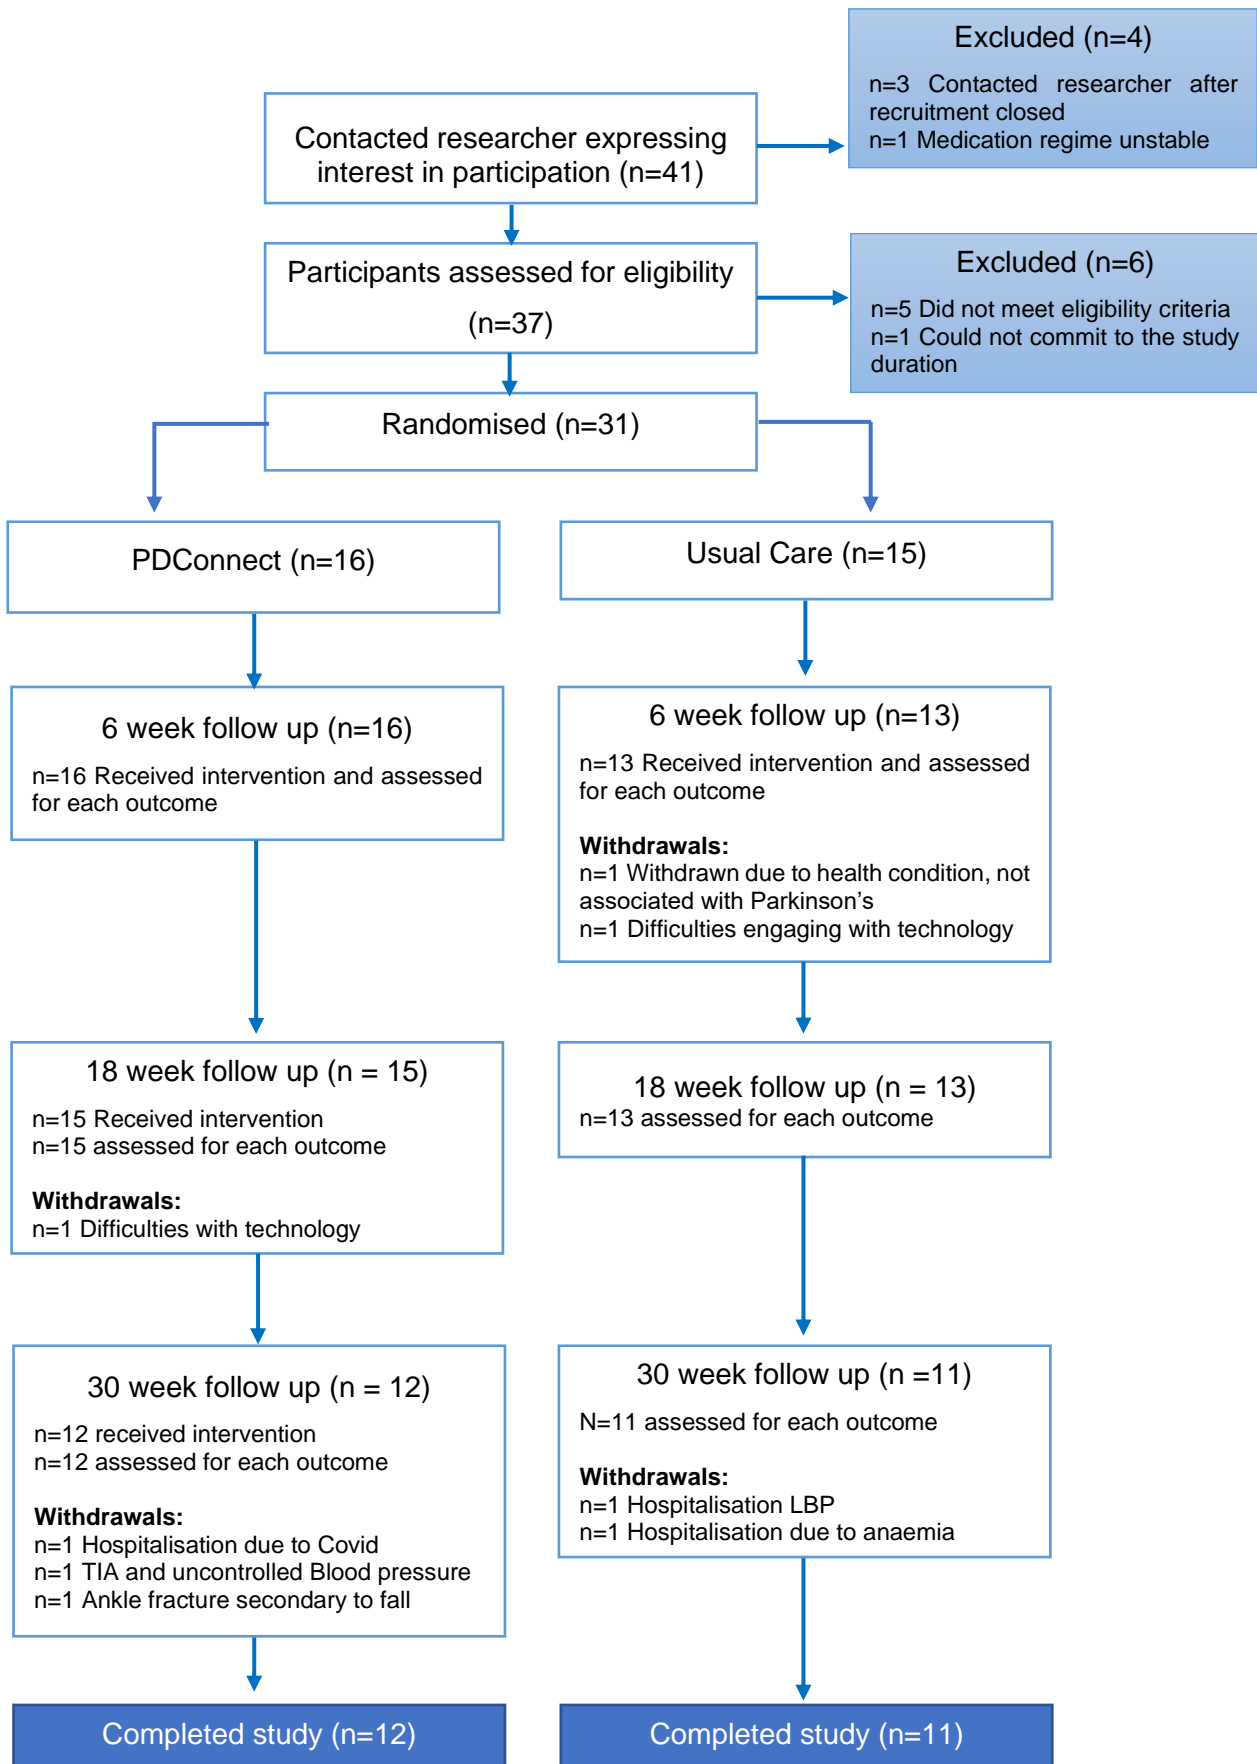 Contacted researcher expressing
interest in participation (n=41)
Excluded (n=4)
n=3 Contacted researcher after
recruitment closed
n=1 Medication regime unstable
Participants assessed for eligibility
(n=37)
Excluded (n=6)
n=5 Did not meet eligibility criteria
n=1 Could not commit to the study
duration
Randomised (n=31)
PDConnect (n=16)
Usual Care (n=15)
6 week follow up (n=16)
n=16 Received intervention and assessed
for each outcome
6 week follow up (n=13)
n=13 Received intervention and assessed
for each outcome
Withdrawals:
n=1 Withdrawn due to health condition, not
associated with Parkinson’s
n=1 Difficulties engaging with technology
18 week follow up (n = 15)
n=15 Received intervention
n=15 assessed for each outcome
Withdrawals:
n=1 Difficulties with technology
18 week follow up (n = 13)
n=13 assessed for each outcome
30 week follow up (n = 12)
n=12 received intervention
n=12 assessed for each outcome
Withdrawals:
n=1 Hospitalisation due to Covid
n=1 TIA and uncontrolled Blood pressure
n=1 Ankle fracture secondary to fall
30 week follow up (n =11)
N=11 assessed for each outcome
Withdrawals:
n=1 Hospitalisation LBP
n=1 Hospitalisation due to anaemia
Completed study (n=12)
Completed study (n=11)